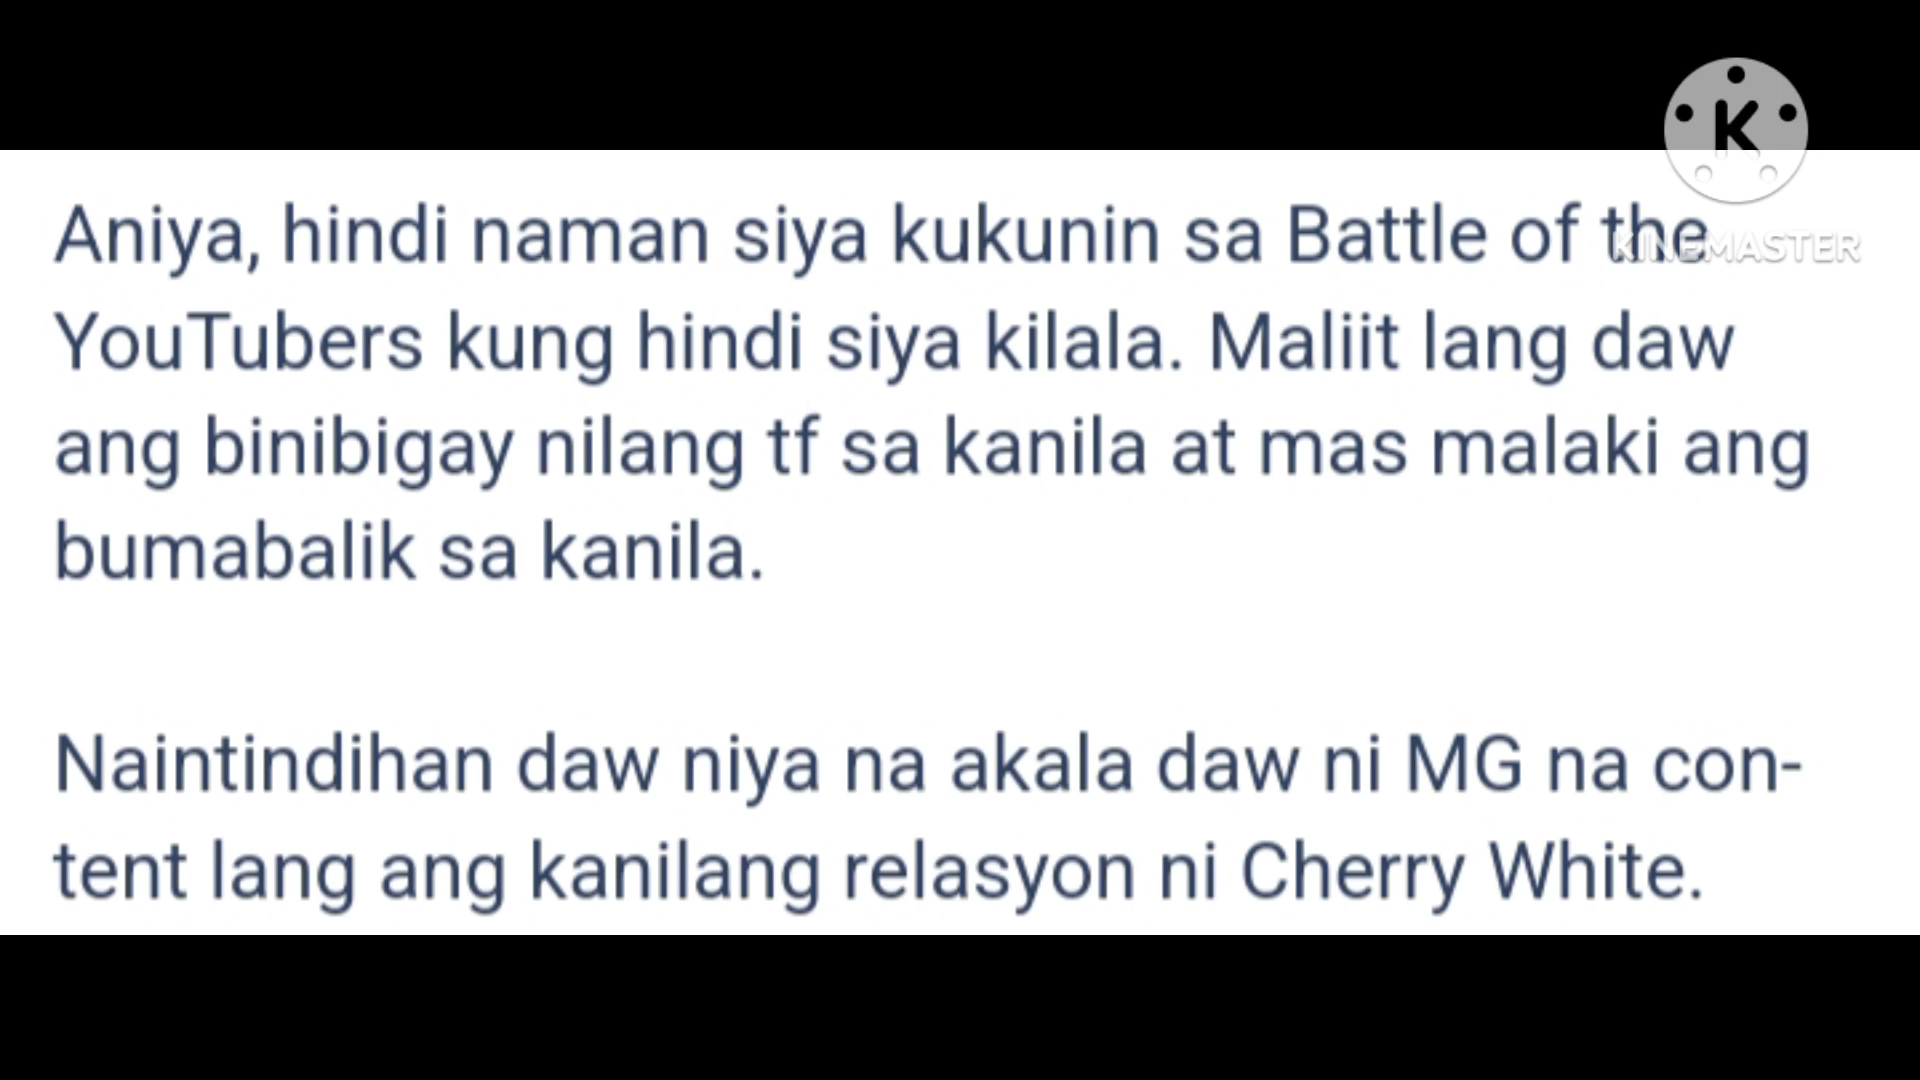 K
KINEMASTER
Aniya, hindi naman siya kukunin sa Battle of the
YouTubers kung hindi siya kilala. Maliit lang daw
ang binibigay nilang tf sa kanila at mas malaki ang
bumabalik sa kanila.
Naintindihan daw niya na akala daw ni MG na con-
tent lang ang kanilang relasyon ni Cherry White.